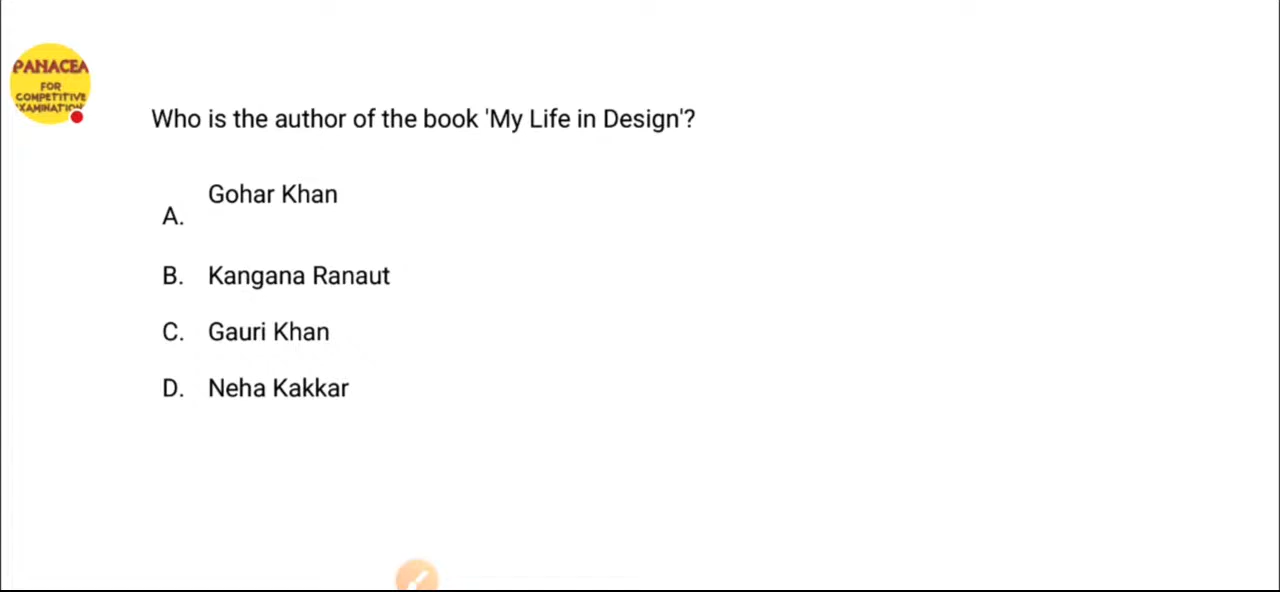 PANACEA
FOR
COMPETITIVE
EXAMINATION
Who is the author of the book 'My Life in Design'?
A. Gohar Khan
B. Kangana Ranaut
C. Gauri Khan
D. Neha Kakkar